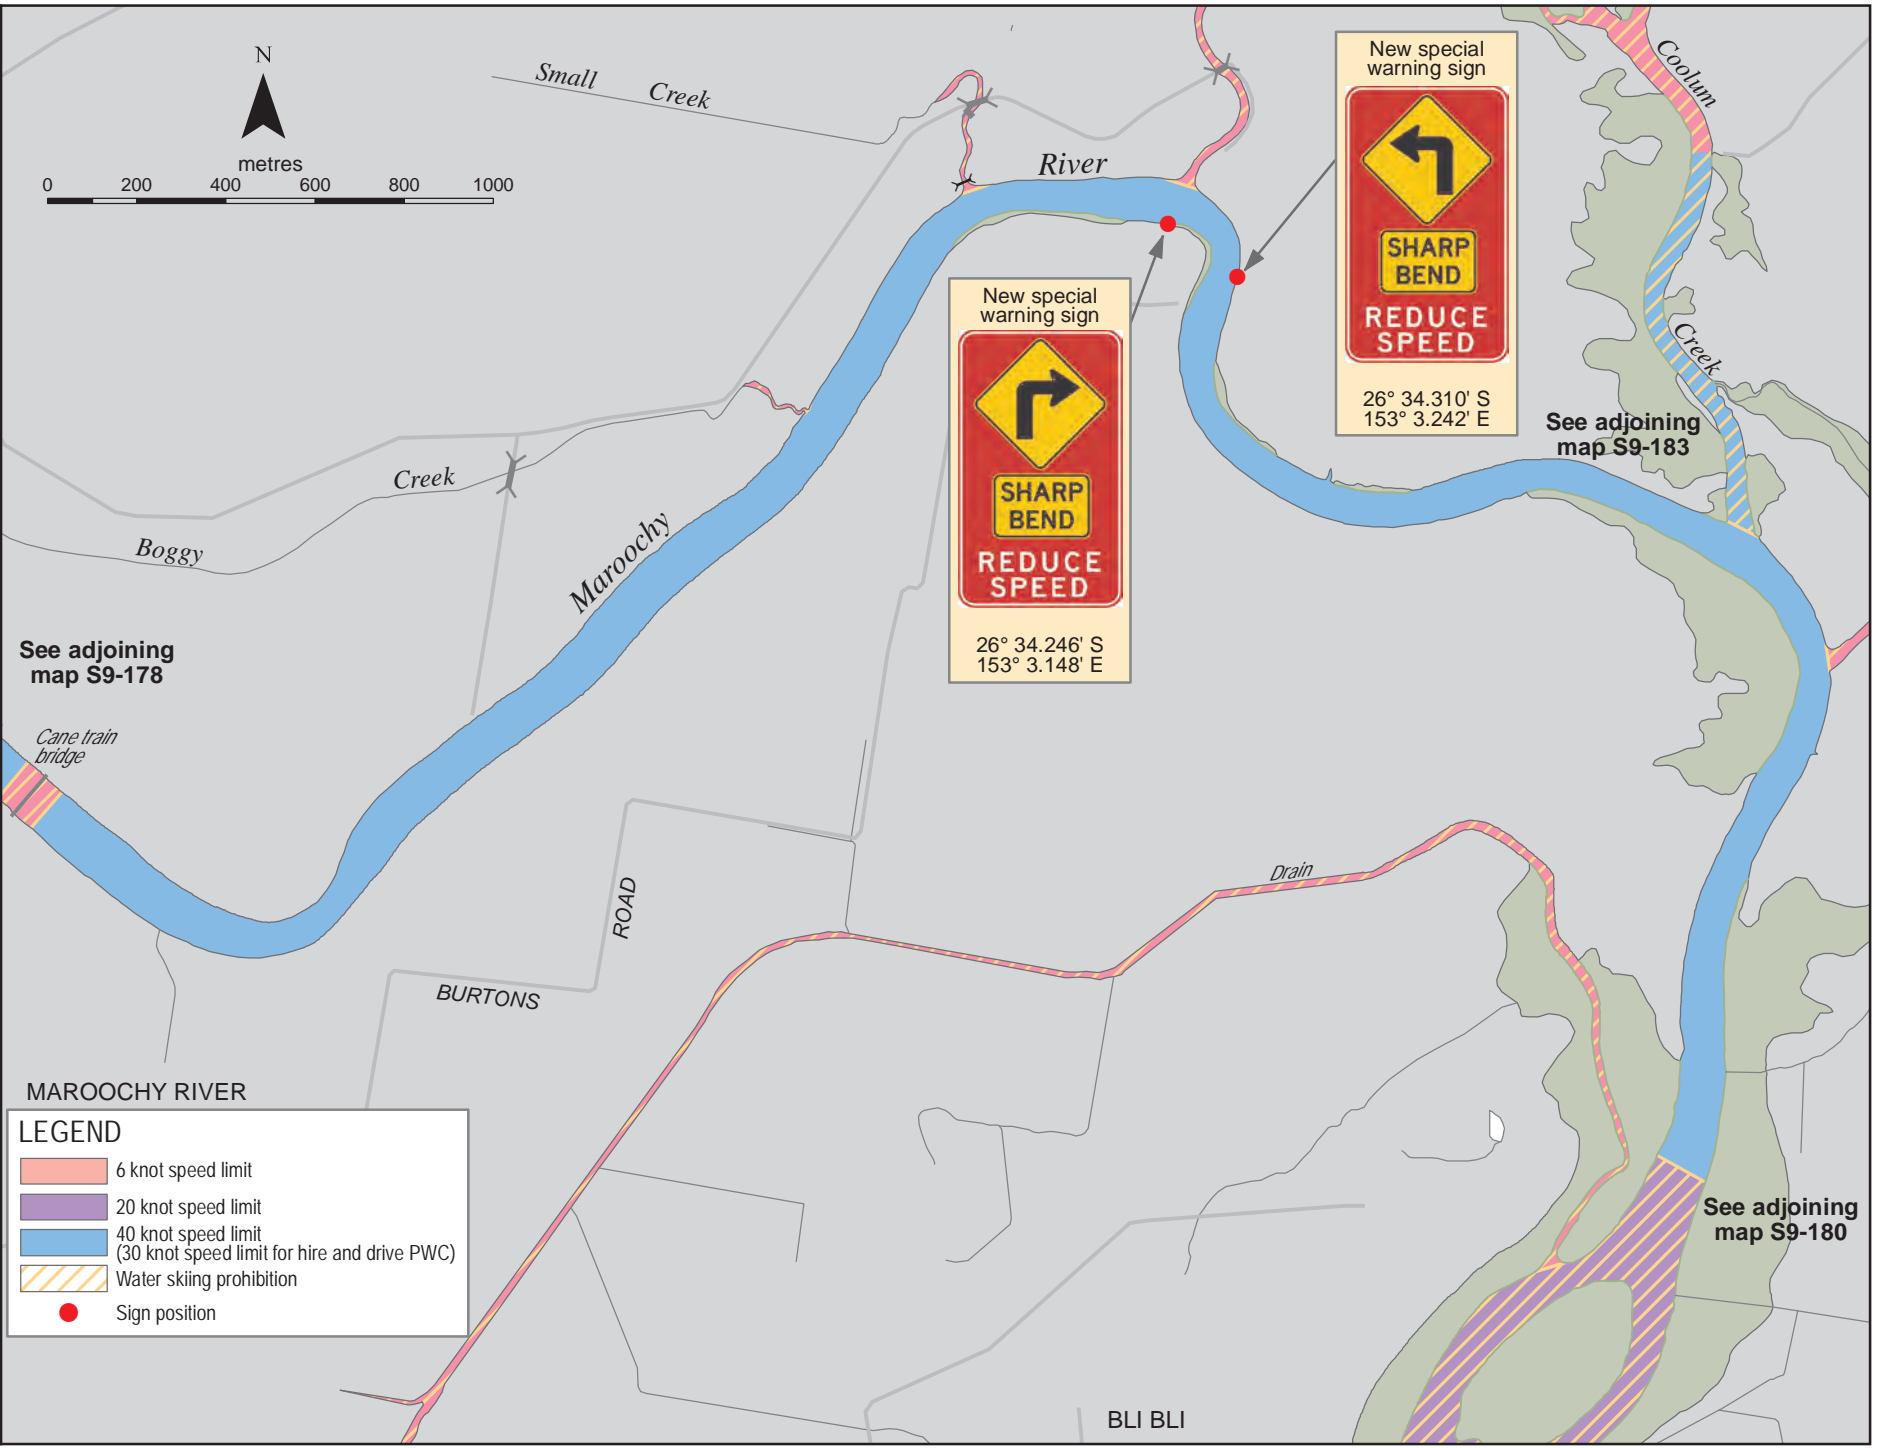 N
metres
0 200 400 600 800 1000
Small Creek
River
New special
warning sign
SHARP
BEND
REDUCE
SPEED
26° 34.310' S
153° 3.242' E
Coolum
Creek
New special
warning sign
SHARP
BEND
REDUCE
SPEED
26° 34.246' S
153° 3.148' E
See adjoining
map S9-183
Creek
Boggy
Maroochy
See adjoining
map S9-178
Cane train
bridge
Drain
ROAD
BURTONS
MAROOCHY RIVER
LEGEND
6 knot speed limit
20 knot speed limit
40 knot speed limit
(30 knot speed limit for hire and drive PWC)
Water skiing prohibition
Sign position
See adjoining
map S9-180
BLI BLI